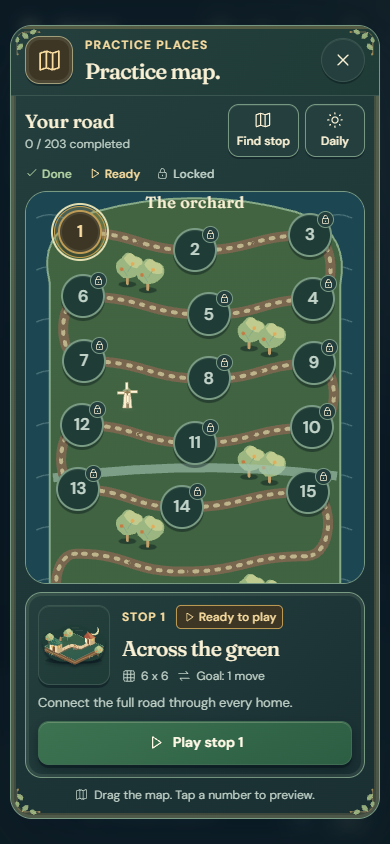 PRACTICE PLACES
Practice map.
Your road
0 / 203 completed
Find stop
Daily
Done
Ready
Locked
The orchard
1
2
3
6
5
4
7
8
9
12
11
10
13
14
15
STOP 1
Ready to play
Across the green
6 x 6
Goal: 1 move
Connect the full road through every home.
Play stop 1
Drag the map. Tap a number to preview.